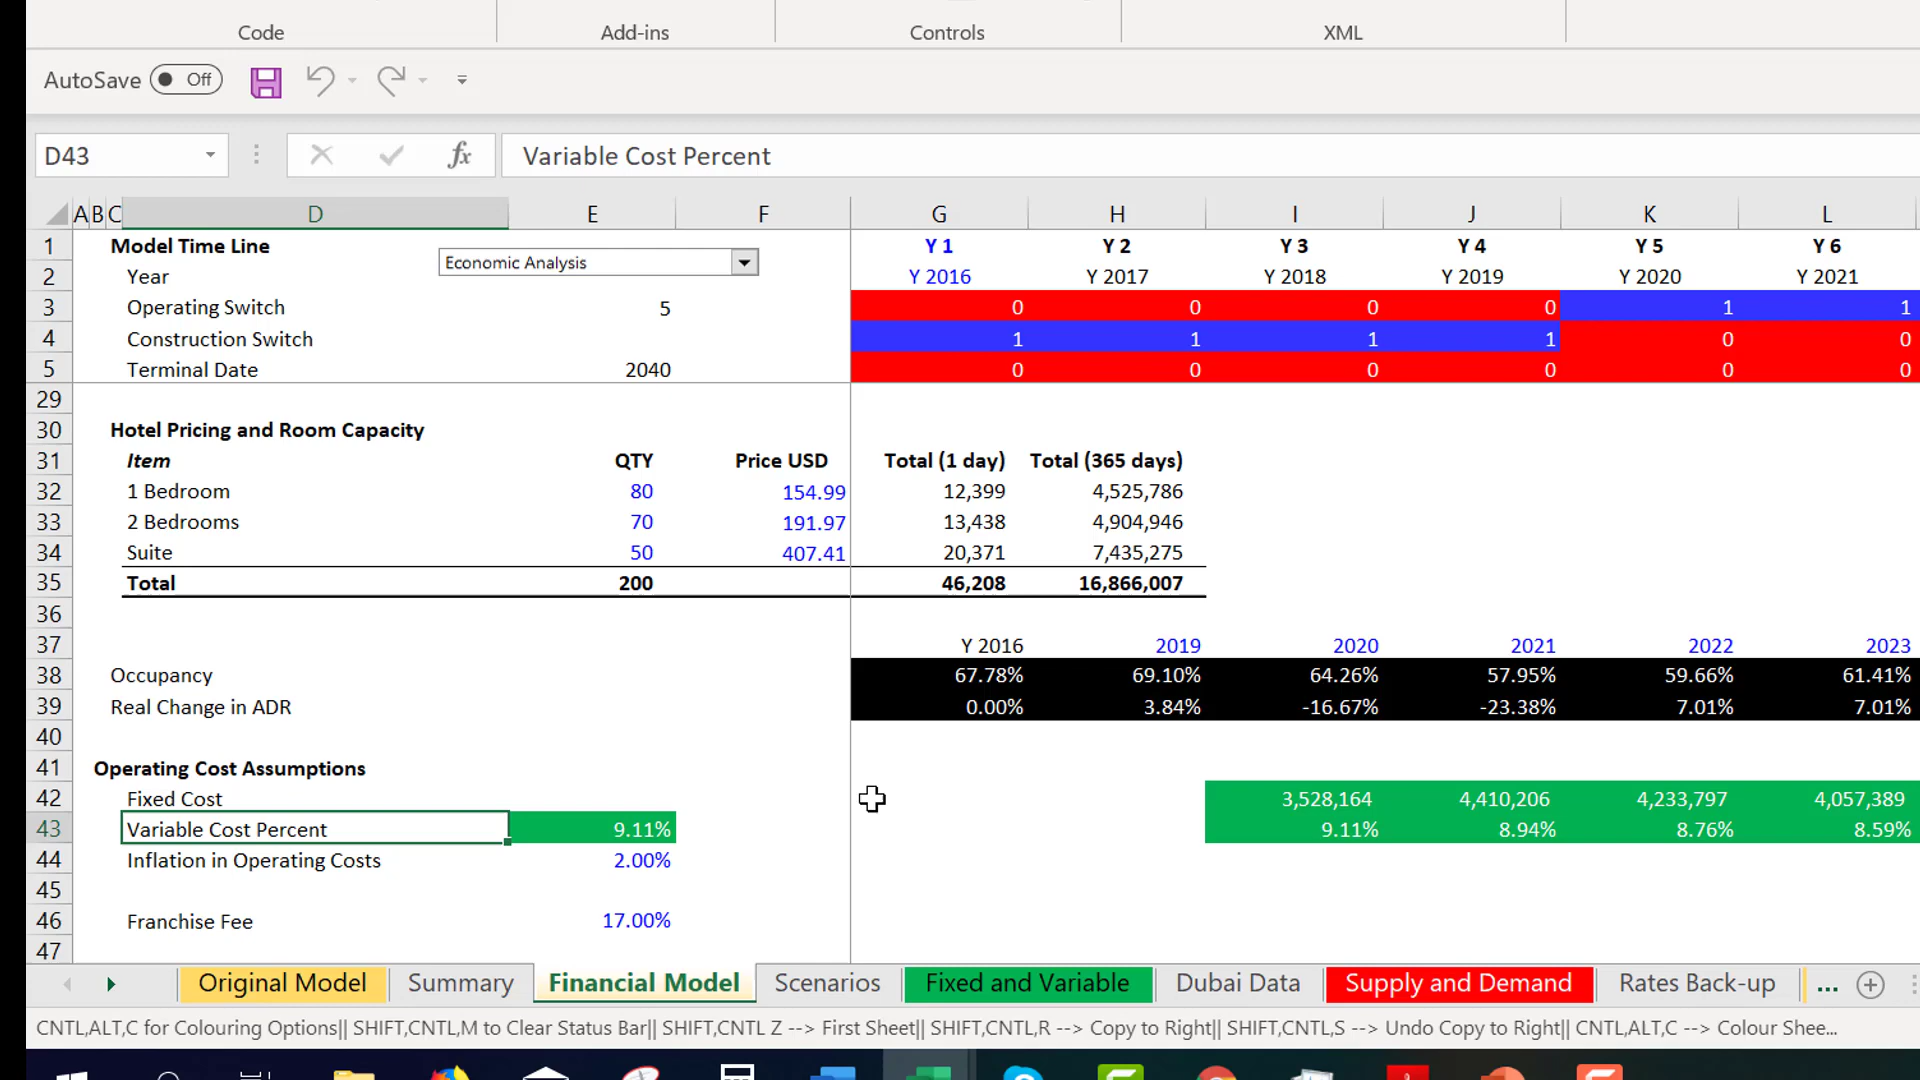 Code Add-ins Controls XML
AutoSave Off
D43 fx Variable Cost Percent
A B C D E F G H I J K L
1 Model Time Line Economic Analysis Y 1 Y 2 Y 3 Y 4 Y 5 Y 6
2 Year Y 2016 Y 2017 Y 2018 Y 2019 Y 2020 Y 2021
3 Operating Switch 5 0 0 0 0 1 1
4 Construction Switch 1 1 1 1 0 0
5 Terminal Date 2040 0 0 0 0 0 0
29
30 Hotel Pricing and Room Capacity
31 Item QTY Price USD Total (1 day) Total (365 days)
32 1 Bedroom 80 154.99 12,399 4,525,786
33 2 Bedrooms 70 191.97 13,438 4,904,946
34 Suite 50 407.41 20,371 7,435,275
35 Total 200 46,208 16,866,007
36
37 Y 2016 2019 2020 2021 2022 2023
38 Occupancy 67.78% 69.10% 64.26% 57.95% 59.66% 61.41%
39 Real Change in ADR 0.00% 3.84% -16.67% -23.38% 7.01% 7.01%
40
41 Operating Cost Assumptions
42 Fixed Cost 3,528,164 4,410,206 4,233,797 4,057,389
43 Variable Cost Percent 9.11% 9.11% 8.94% 8.76% 8.59%
44 Inflation in Operating Costs 2.00%
45
46 Franchise Fee 17.00%
47
Original Model Summary Financial Model Scenarios Fixed and Variable Dubai Data Supply and Demand Rates Back-up ...
CNTL,ALT,C for Colouring Options|| SHIFT,CNTL,M to Clear Status Bar|| SHIFT,CNTL Z --> First Sheet|| SHIFT,CNTL,R --> Copy to Right|| SHIFT,CNTL,S --> Undo Copy to Right|| CNTL,ALT,C --> Colour Shee...